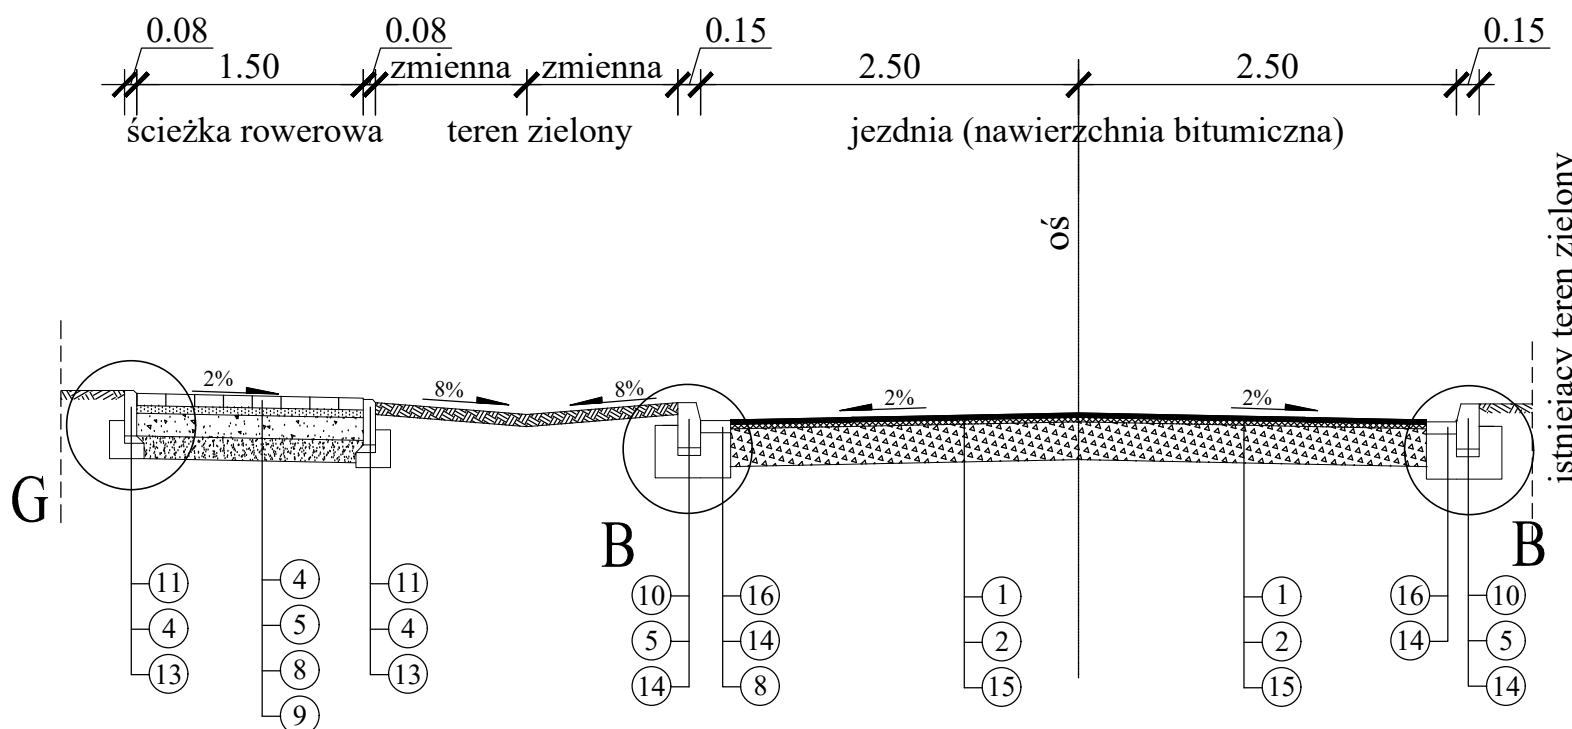 0.08 0.08 0.15 0.15
1.50 zmienna zmienna 2.50 2.50
ścieżka rowerowa teren zielony jezdnia (nawierzchnia bitumiczna)
oś
istniejący teren zielony
2% 8% 8% 2% 2%
G B B
11 4 11 10 16 1 1 16 10
4 5 4 5 14 2 2 14 5
13 8 13 14 8 15 15 14
9